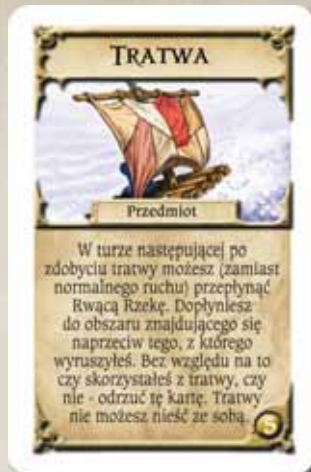 TRATWA
Przedmiot
W turze następującej po
zdobyciu tratwy możesz (zamiast
normalnego ruchu) przepłynąć
Rwącą Rzekę. Dopłyniesz
do obszaru znajdującego się
naprzeciw tego, z którego
wyruszyłeś. Bez względu na to
czy skorzystałeś z tratwy, czy
nie - odrzuć tę kartę. Tratwy
nie możesz nieść ze sobą.
5